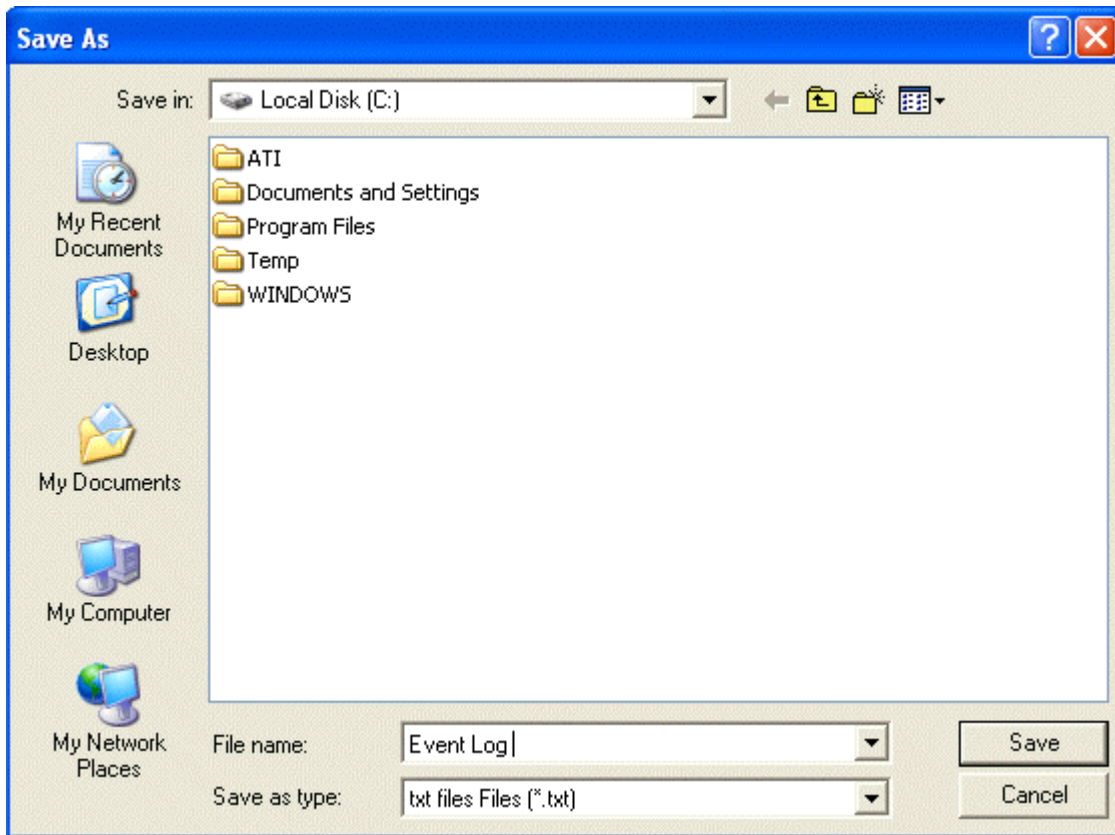 Save As
Save in:
Local Disk (C:)
My Recent
Documents
Desktop
My Documents
My Computer
My Network
Places
ATI
Documents and Settings
Program Files
Temp
WINDOWS
File name:
Event Log
Save
Save as type:
txt files Files (*.txt)
Cancel